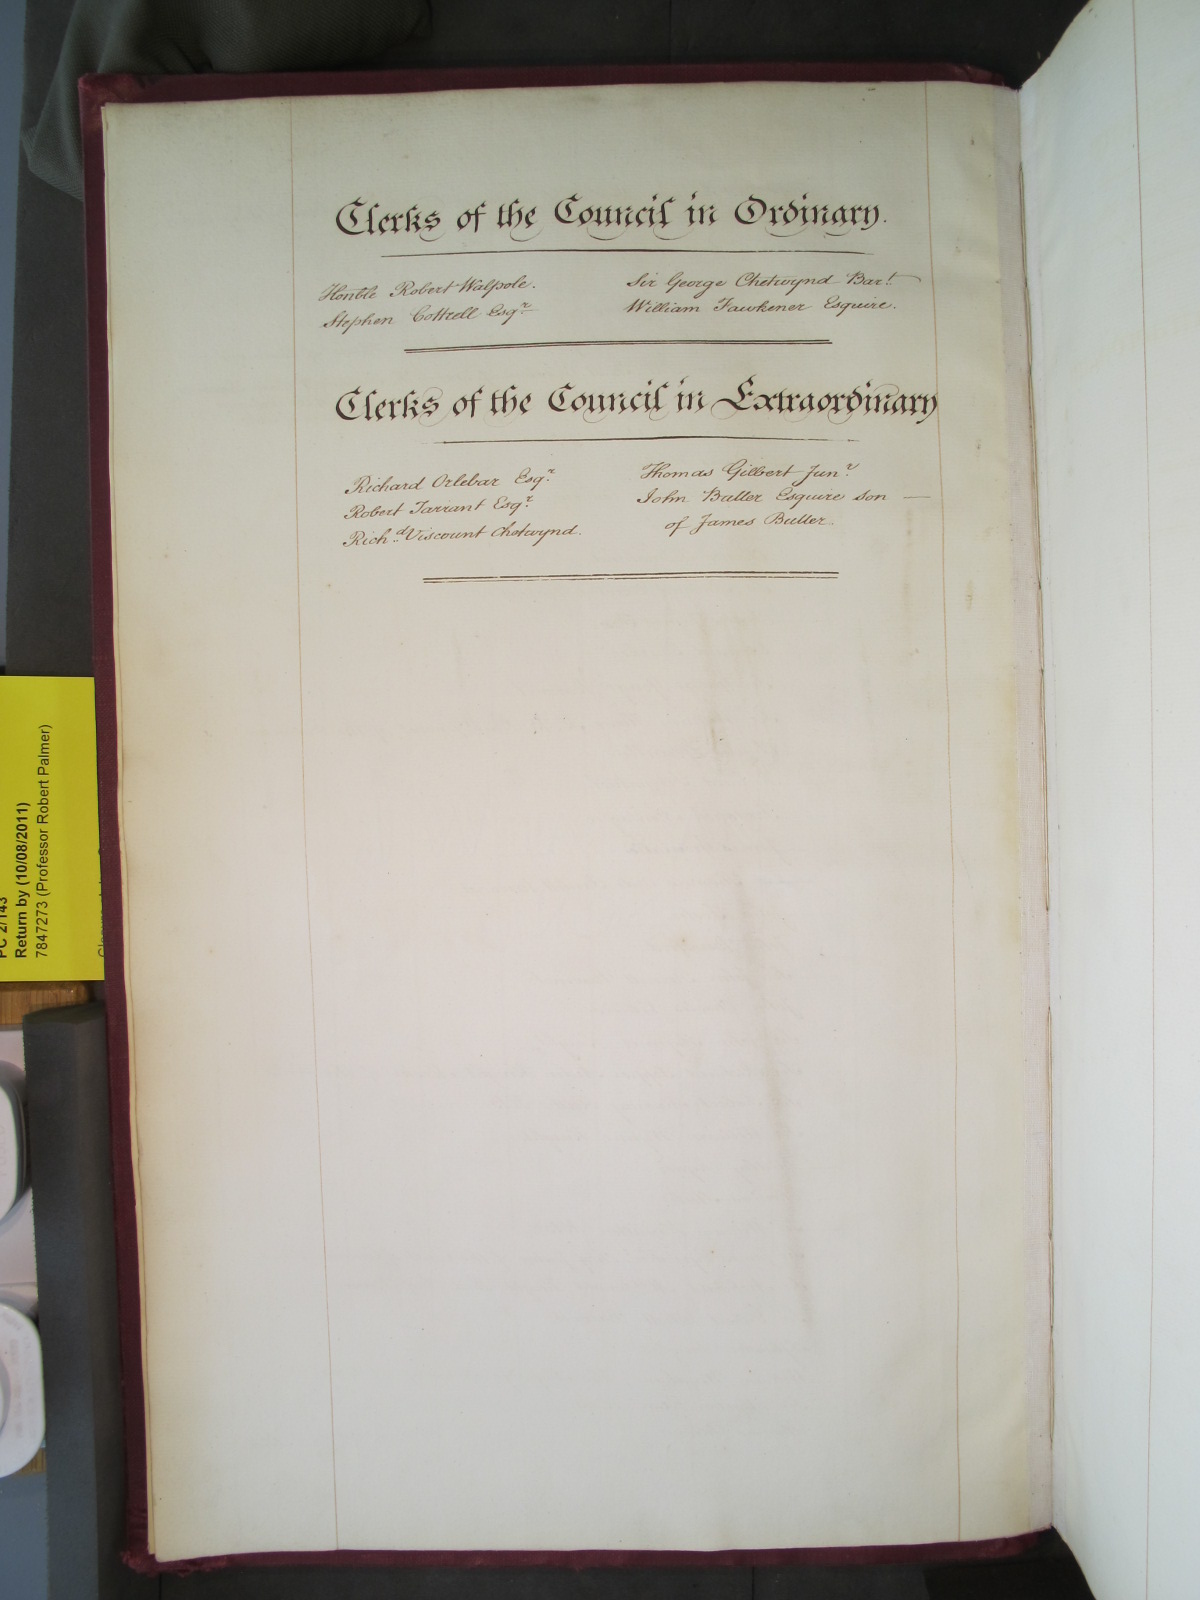 Clerks of the Council in Ordinary.
Honble Robert Walpole.
Stephen Cottrell Esqr.
Sir George Chetwynd Bart.
William Fawkener Esquire.
Clerks of the Council in Extraordinary
Richard Orlebar Esqr.
Robert Tarrant Esqr.
Richd. Viscount Chetwynd.
Thomas Gilbert Junr.
John Buller Esquire son
of James Buller.
PC 2/143
Return by (10/08/2011)
7847273 (Professor Robert Palmer)